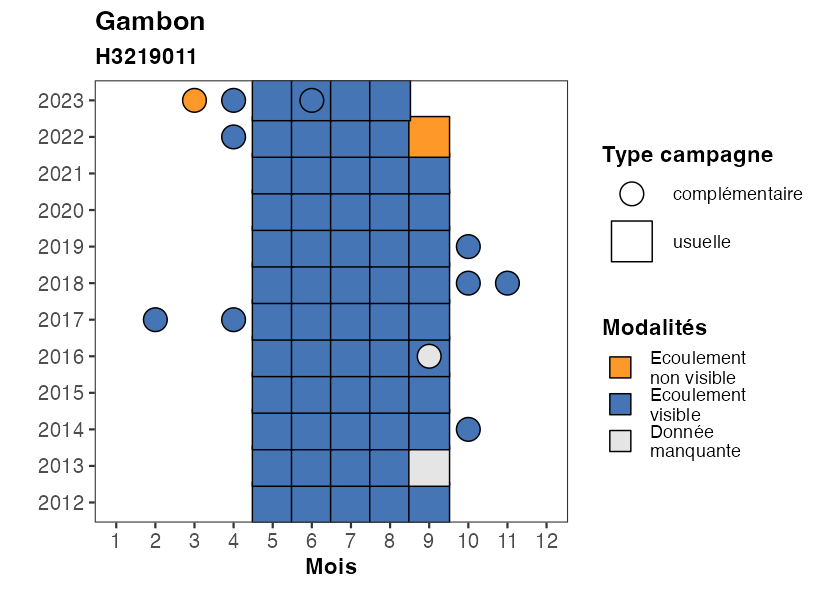 Gambon
H3219011
2023
2022
2021
2020
2019
2018
2017
2016
2015
2014
2013
2012
1 2 3 4 5 6 7 8 9 10 11 12
Mois
Type campagne
complémentaire
usuelle
Modalités
Ecoulement
non visible
Ecoulement
visible
Donnée
manquante